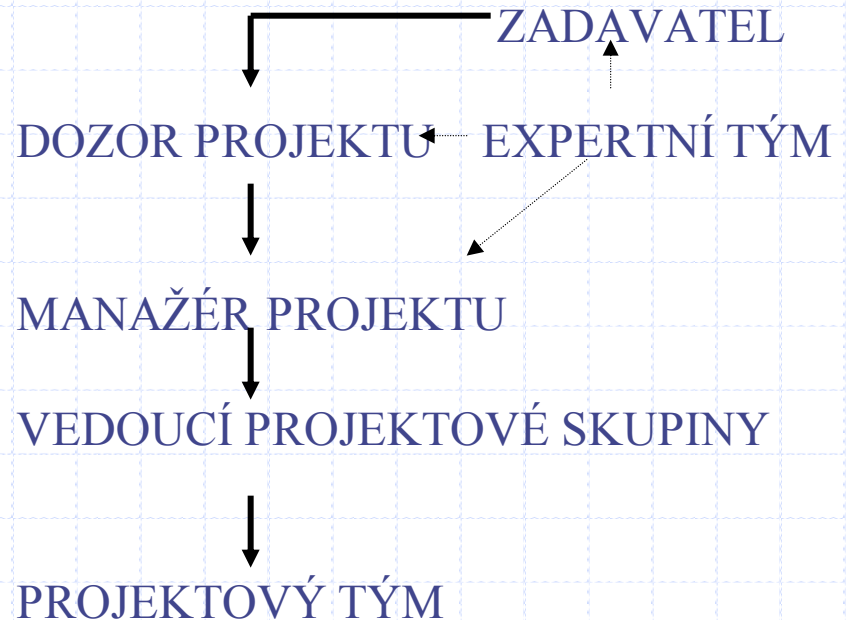 ZADAVATEL
DOZOR PROJEKTU EXPERTNÍ TÝM
MANAŽÉR PROJEKTU
VEDOUCÍ PROJEKTOVÉ SKUPINY
PROJEKTOVÝ TÝM